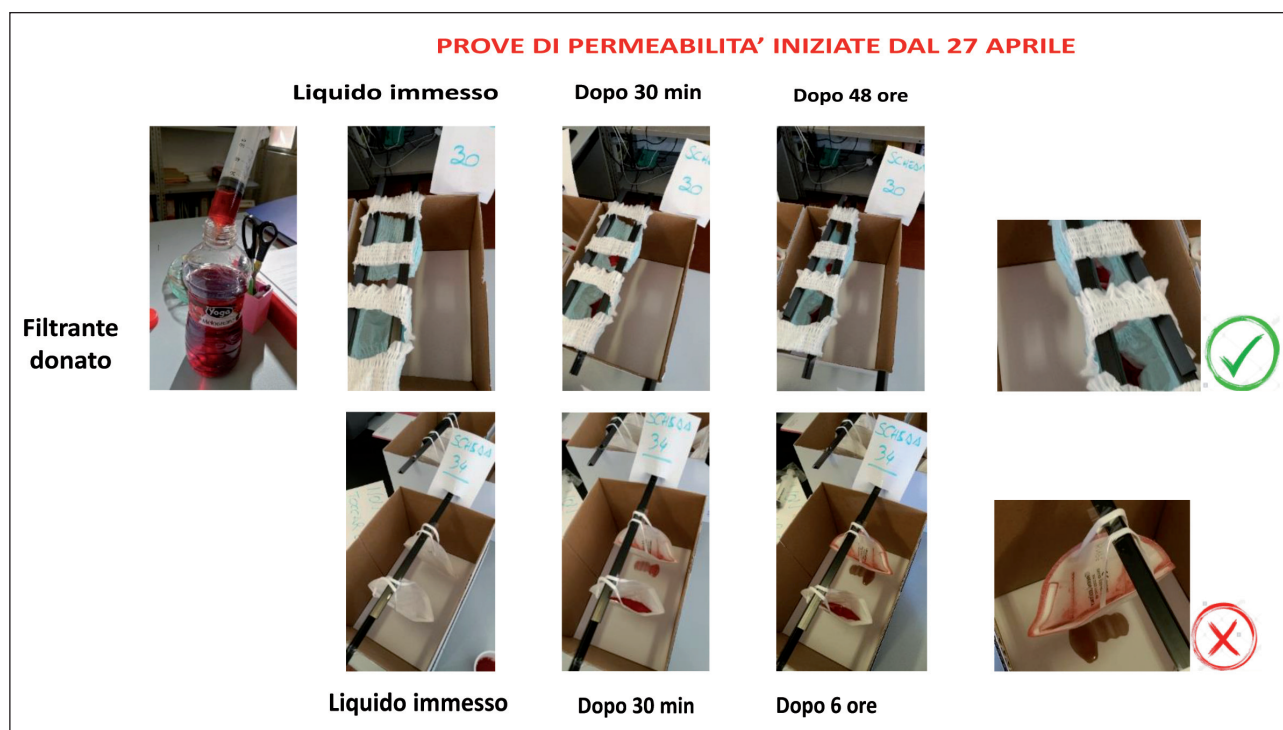 PROVE DI PERMEABILITA’ INIZIATE DAL 27 APRILE
Liquido immesso
Dopo 30 min
Dopo 48 ore
30
SCHEDA
30
SCHEDA
30
Yoga
Filtrante
donato
SCHEDA
34
SCHEDA
34
SCHEDA
34
Liquido immesso
Dopo 30 min
Dopo 6 ore